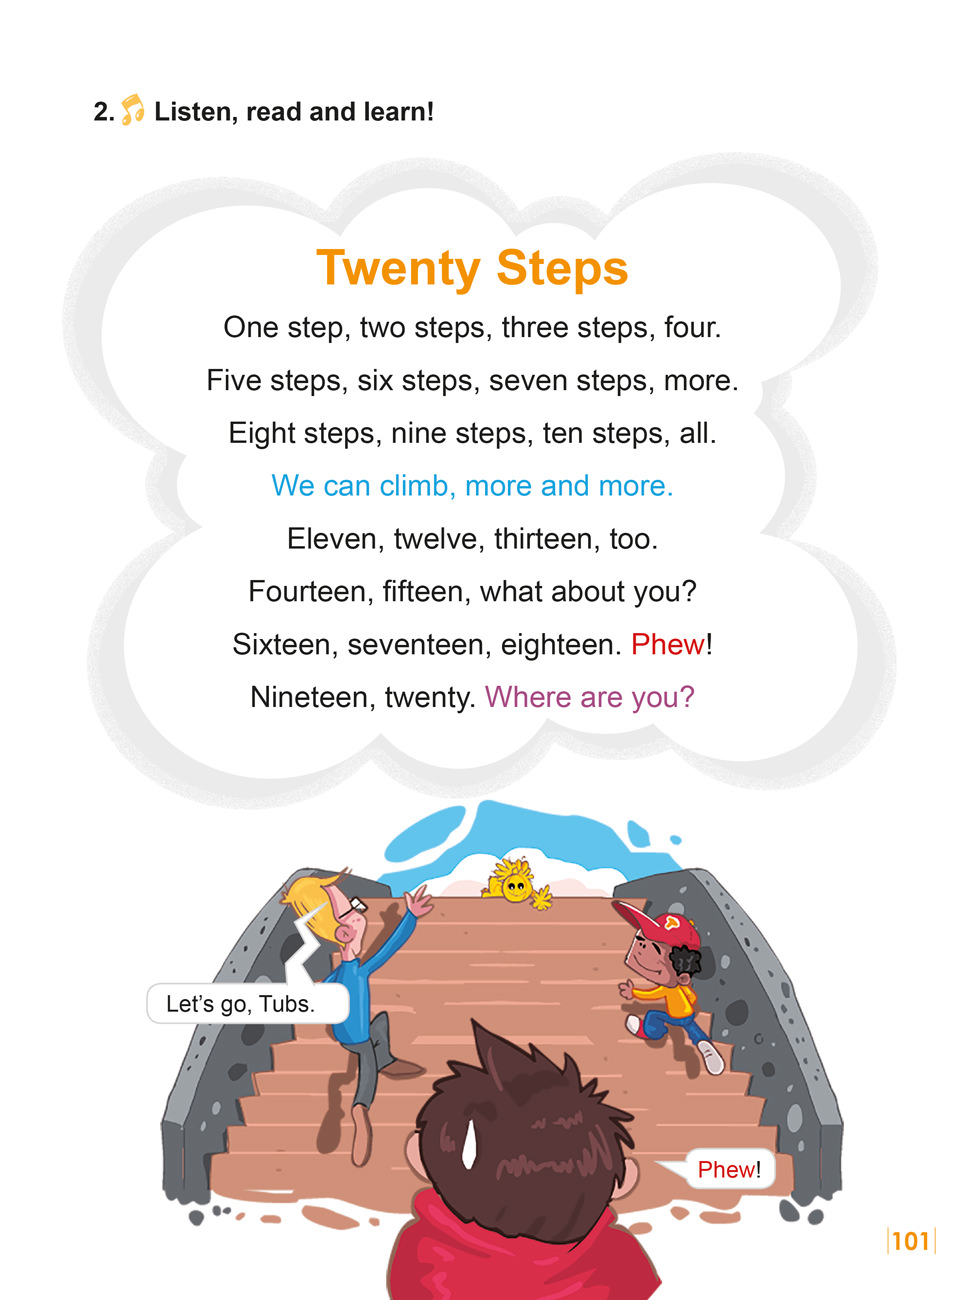 2. Listen, read and learn!
Twenty Steps
One step, two steps, three steps, four.
Five steps, six steps, seven steps, more.
Eight steps, nine steps, ten steps, all.
We can climb, more and more.
Eleven, twelve, thirteen, too.
Fourteen, fifteen, what about you?
Sixteen, seventeen, eighteen. Phew!
Nineteen, twenty. Where are you?
Let's go, Tubs.
Phew!
101